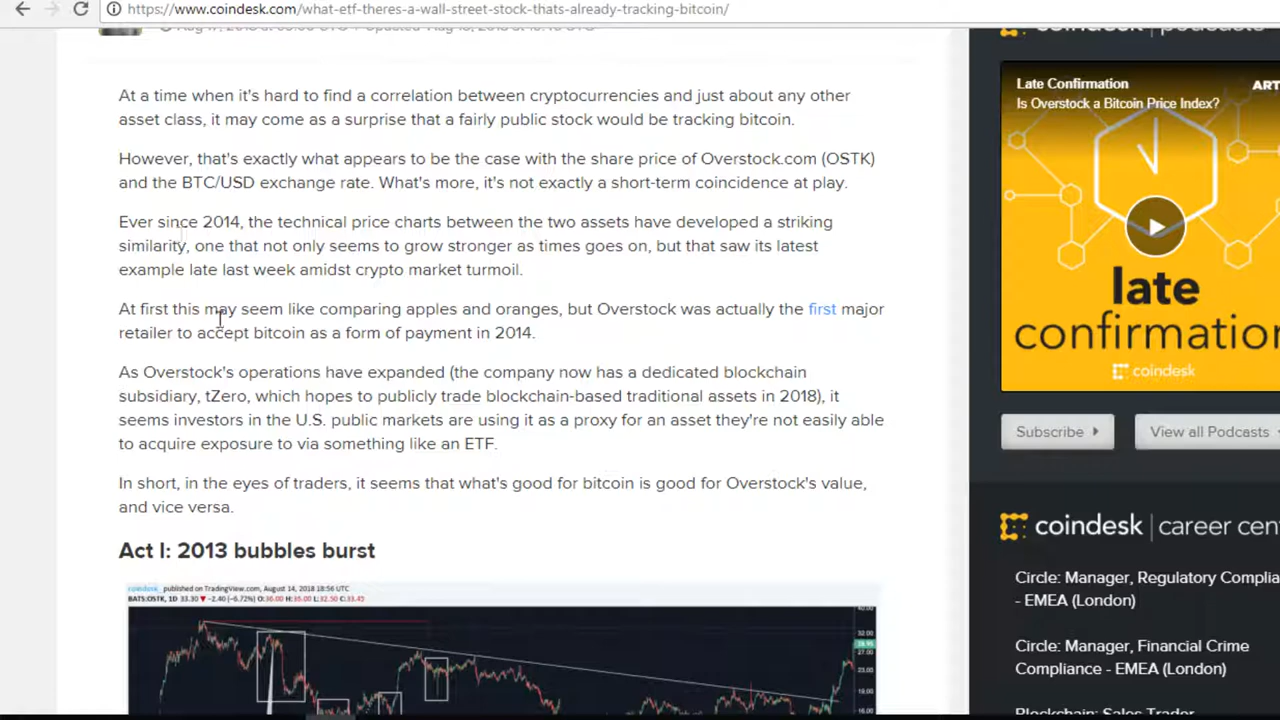 https://www.coindesk.com/what-etf-theres-a-wall-street-stock-thats-already-tracking-bitcoin/
At a time when it's hard to find a correlation between cryptocurrencies and just about any other
asset class, it may come as a surprise that a fairly public stock would be tracking bitcoin.
However, that's exactly what appears to be the case with the share price of Overstock.com (OSTK)
and the BTC/USD exchange rate. What's more, it's not exactly a short-term coincidence at play.
Ever since 2014, the technical price charts between the two assets have developed a striking
similarity, one that not only seems to grow stronger as times goes on, but that saw its latest
example late last week amidst crypto market turmoil.
At first this may seem like comparing apples and oranges, but Overstock was actually the first major
retailer to accept bitcoin as a form of payment in 2014.
As Overstock's operations have expanded (the company now has a dedicated blockchain
subsidiary, tZero, which hopes to publicly trade blockchain-based traditional assets in 2018), it
seems investors in the U.S. public markets are using it as a proxy for an asset they're not easily able
to acquire exposure to via something like an ETF.
In short, in the eyes of traders, it seems that what's good for bitcoin is good for Overstock's value,
and vice versa.
Act I: 2013 bubbles burst
coindesk published on TradingView.com, August 14, 2018 18:56 UTC
BATS:OSTK, 1D 33.30 ▼ −2.40 (−6.72%) O:36.00 H:35.00 L:32.50 C:33.45
32.00
27.00
23.00
19.00
16.00
Late Confirmation
ART
Is Overstock a Bitcoin Price Index?
late
confirmation
coindesk
Subscribe
View all Podcasts
coindesk | career cen
Circle: Manager, Regulatory Complia
- EMEA (London)
Circle: Manager, Financial Crime
Compliance - EMEA (London)
Blockchain: Sales Trader